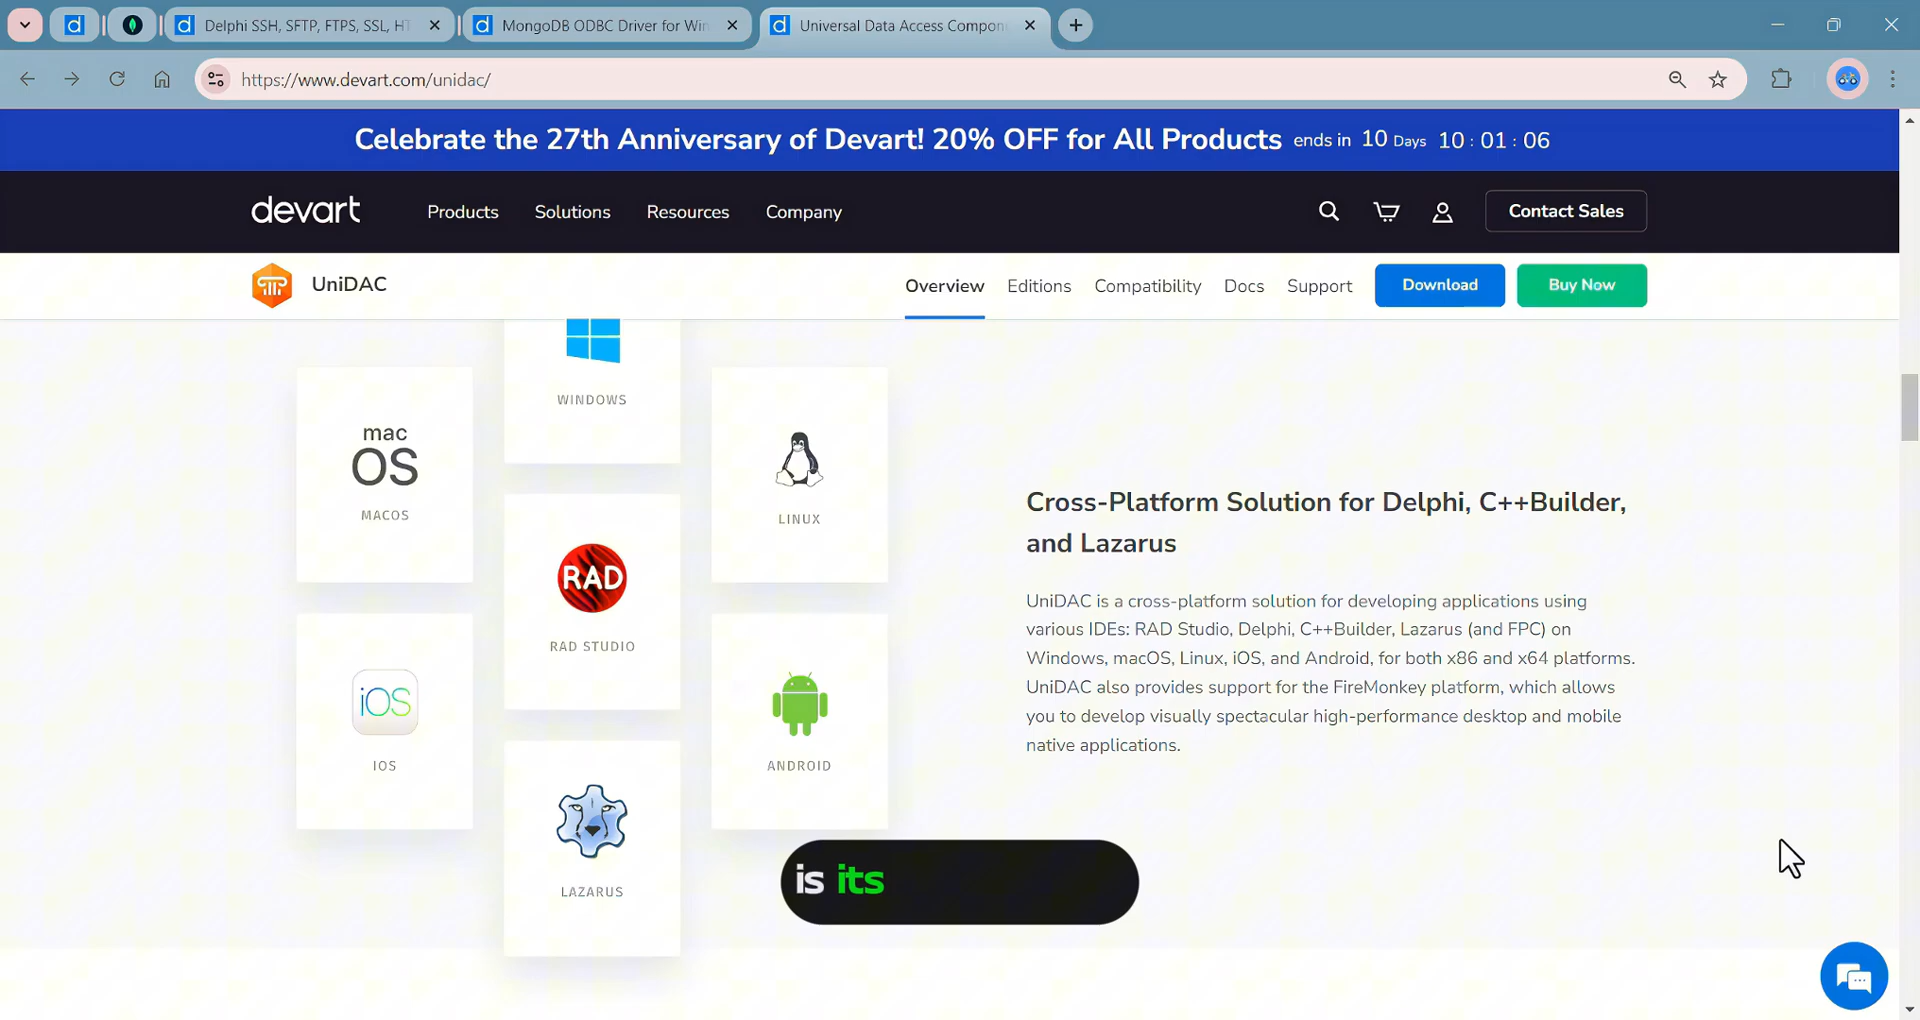 Delphi SSH, SFTP, FTPS, SSL, HT
MongoDB ODBC Driver for Win
Universal Data Access Compon
https://www.devart.com/unidac/
Celebrate the 27th Anniversary of Devart! 20% OFF for All Products ends in 10 Days 10 : 01 : 06
devart Products Solutions Resources Company Contact Sales
UniDAC Overview Editions Compatibility Docs Support Download Buy Now
WINDOWS
mac
OS
MACOS
LINUX
RAD
RAD STUDIO
iOS
IOS
ANDROID
LAZARUS
Cross-Platform Solution for Delphi, C++Builder,
and Lazarus
UniDAC is a cross-platform solution for developing applications using
various IDEs: RAD Studio, Delphi, C++Builder, Lazarus (and FPC) on
Windows, macOS, Linux, iOS, and Android, for both x86 and x64 platforms.
UniDAC also provides support for the FireMonkey platform, which allows
you to develop visually spectacular high-performance desktop and mobile
native applications.
is its